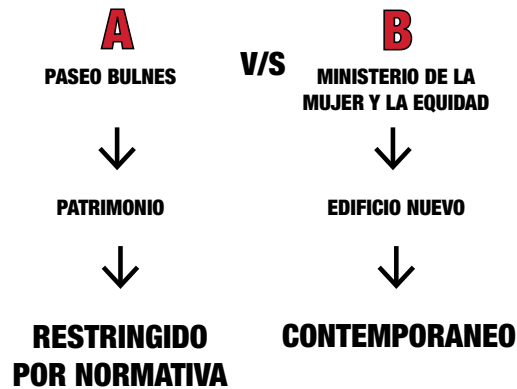 A
PASEO BULNES
PATRIMONIO
RESTRINGIDO
POR NORMATIVA
V/S
B
MINISTERIO DE LA
MUJER Y LA EQUIDAD
EDIFICIO NUEVO
CONTEMPORANEO